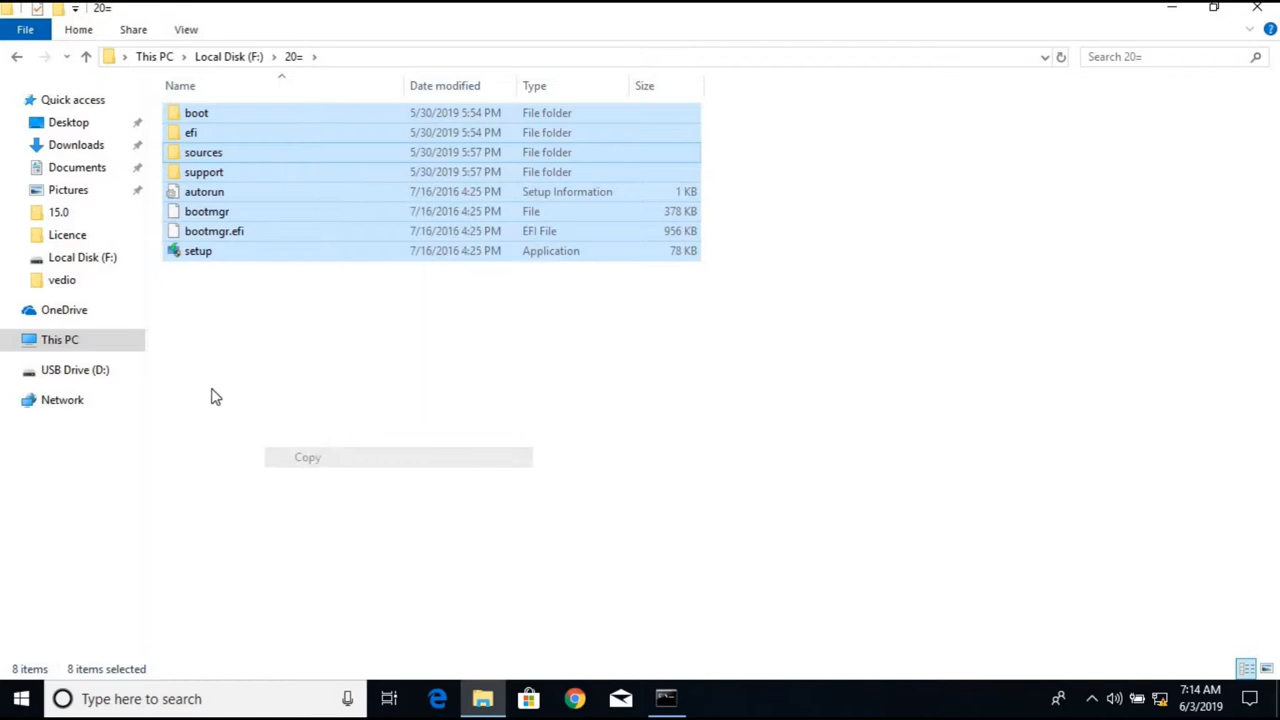 20=
File Home Share View
This PC Local Disk (F:) 20= Search 20=
Name Date modified Type Size
Quick access
Desktop
Downloads
Documents
Pictures
15.0
Licence
Local Disk (F:)
vedio
OneDrive
This PC
USB Drive (D:)
Network
boot 5/30/2019 5:54 PM File folder
efi 5/30/2019 5:54 PM File folder
sources 5/30/2019 5:57 PM File folder
support 5/30/2019 5:57 PM File folder
autorun 7/16/2016 4:25 PM Setup Information 1 KB
bootmgr 7/16/2016 4:25 PM File 378 KB
bootmgr.efi 7/16/2016 4:25 PM EFI File 956 KB
setup 7/16/2016 4:25 PM Application 78 KB
Copy
8 items 8 items selected
Type here to search
7:14 AM
6/3/2019